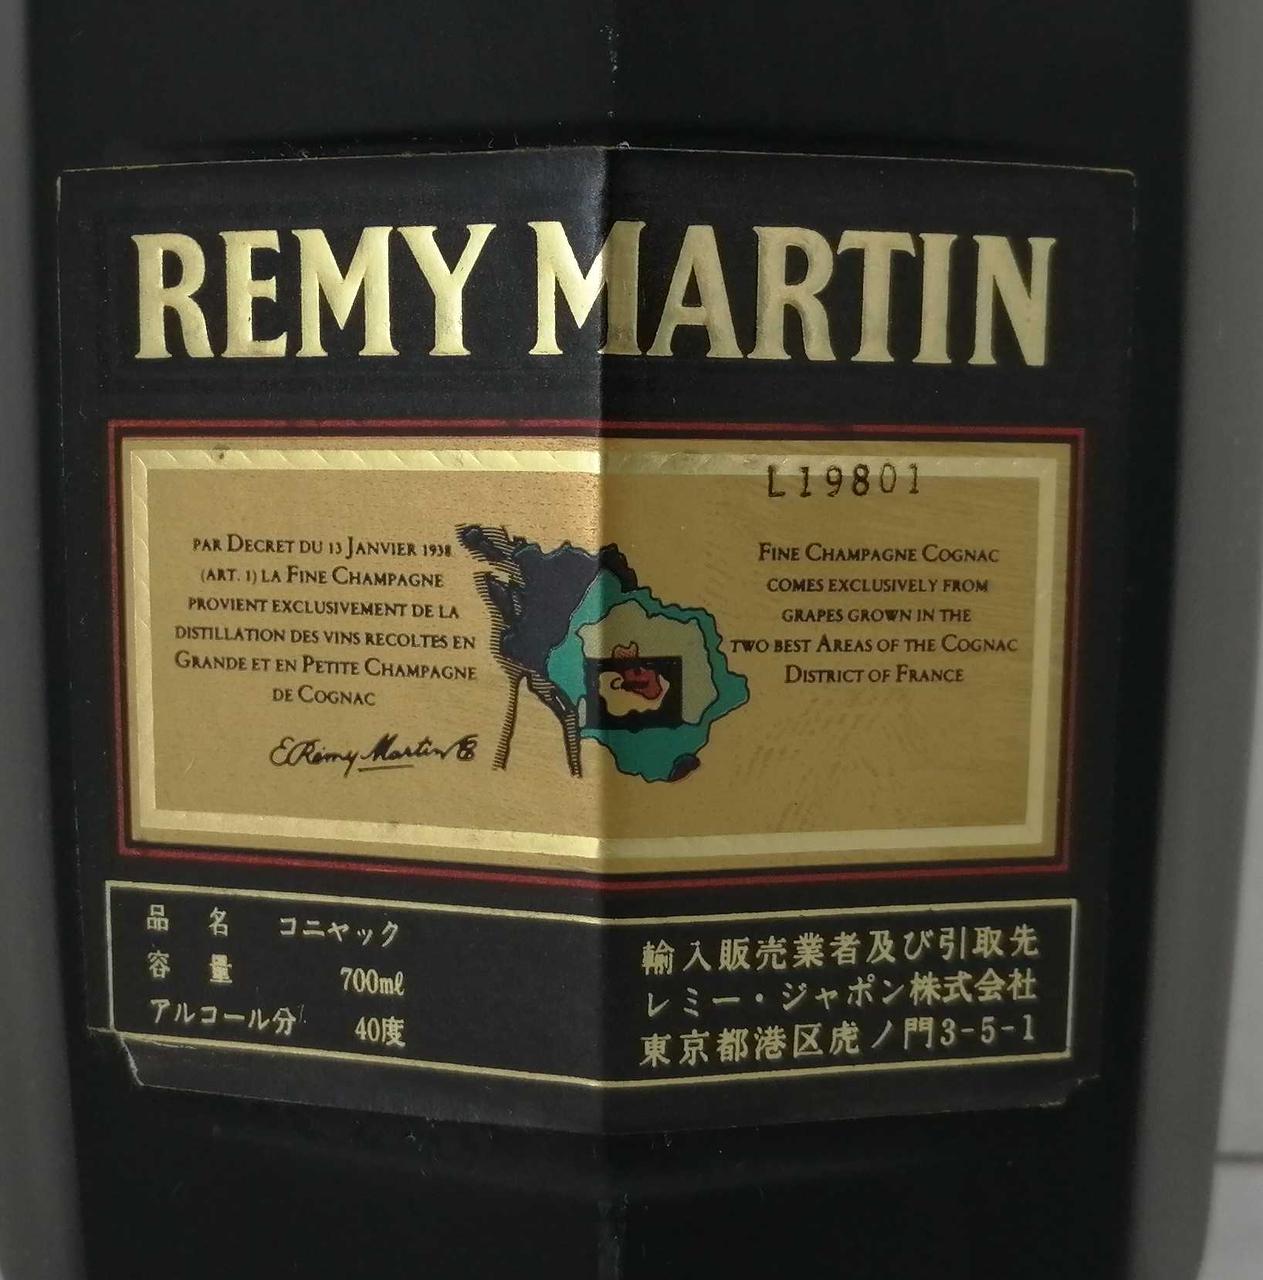 REMY MARTIN
L19801
PAR DECRET DU 13 JANVIER 1938
(ART. 1) LA FINE CHAMPAGNE
PROVIENT EXCLUSIVEMENT DE LA
DISTILLATION DES VINS RECOLTES EN
GRANDE ET EN PETITE CHAMPAGNE
DE COGNAC
E. Rémy Martin
FINE CHAMPAGNE COGNAC
COMES EXCLUSIVELY FROM
GRAPES GROWN IN THE
TWO BEST AREAS OF THE COGNAC
DISTRICT OF FRANCE
品 名 コニヤック
容 量 700㎖
アルコール分 40度
輸入販売業者及び引取先
レミー・ジャポン株式会社
東京都港区虎ノ門3-5-1